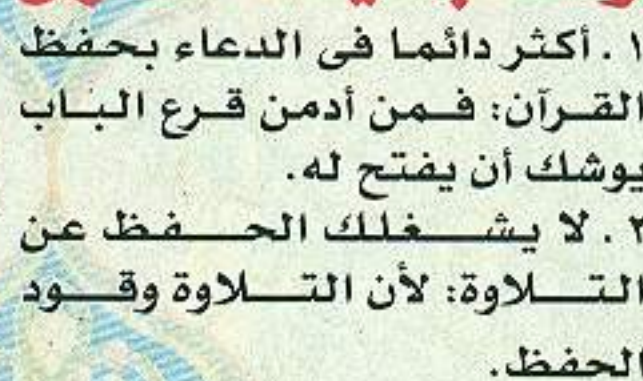 ١ . أكثر دائما فى الدعاء بحفظ
القرآن: فمن أدمن قرع الباب
يوشك أن يفتح له.
٢ . لا يشغلك الحفظ عن
التلاوة: لأن التلاوة وقود
الحفظ.